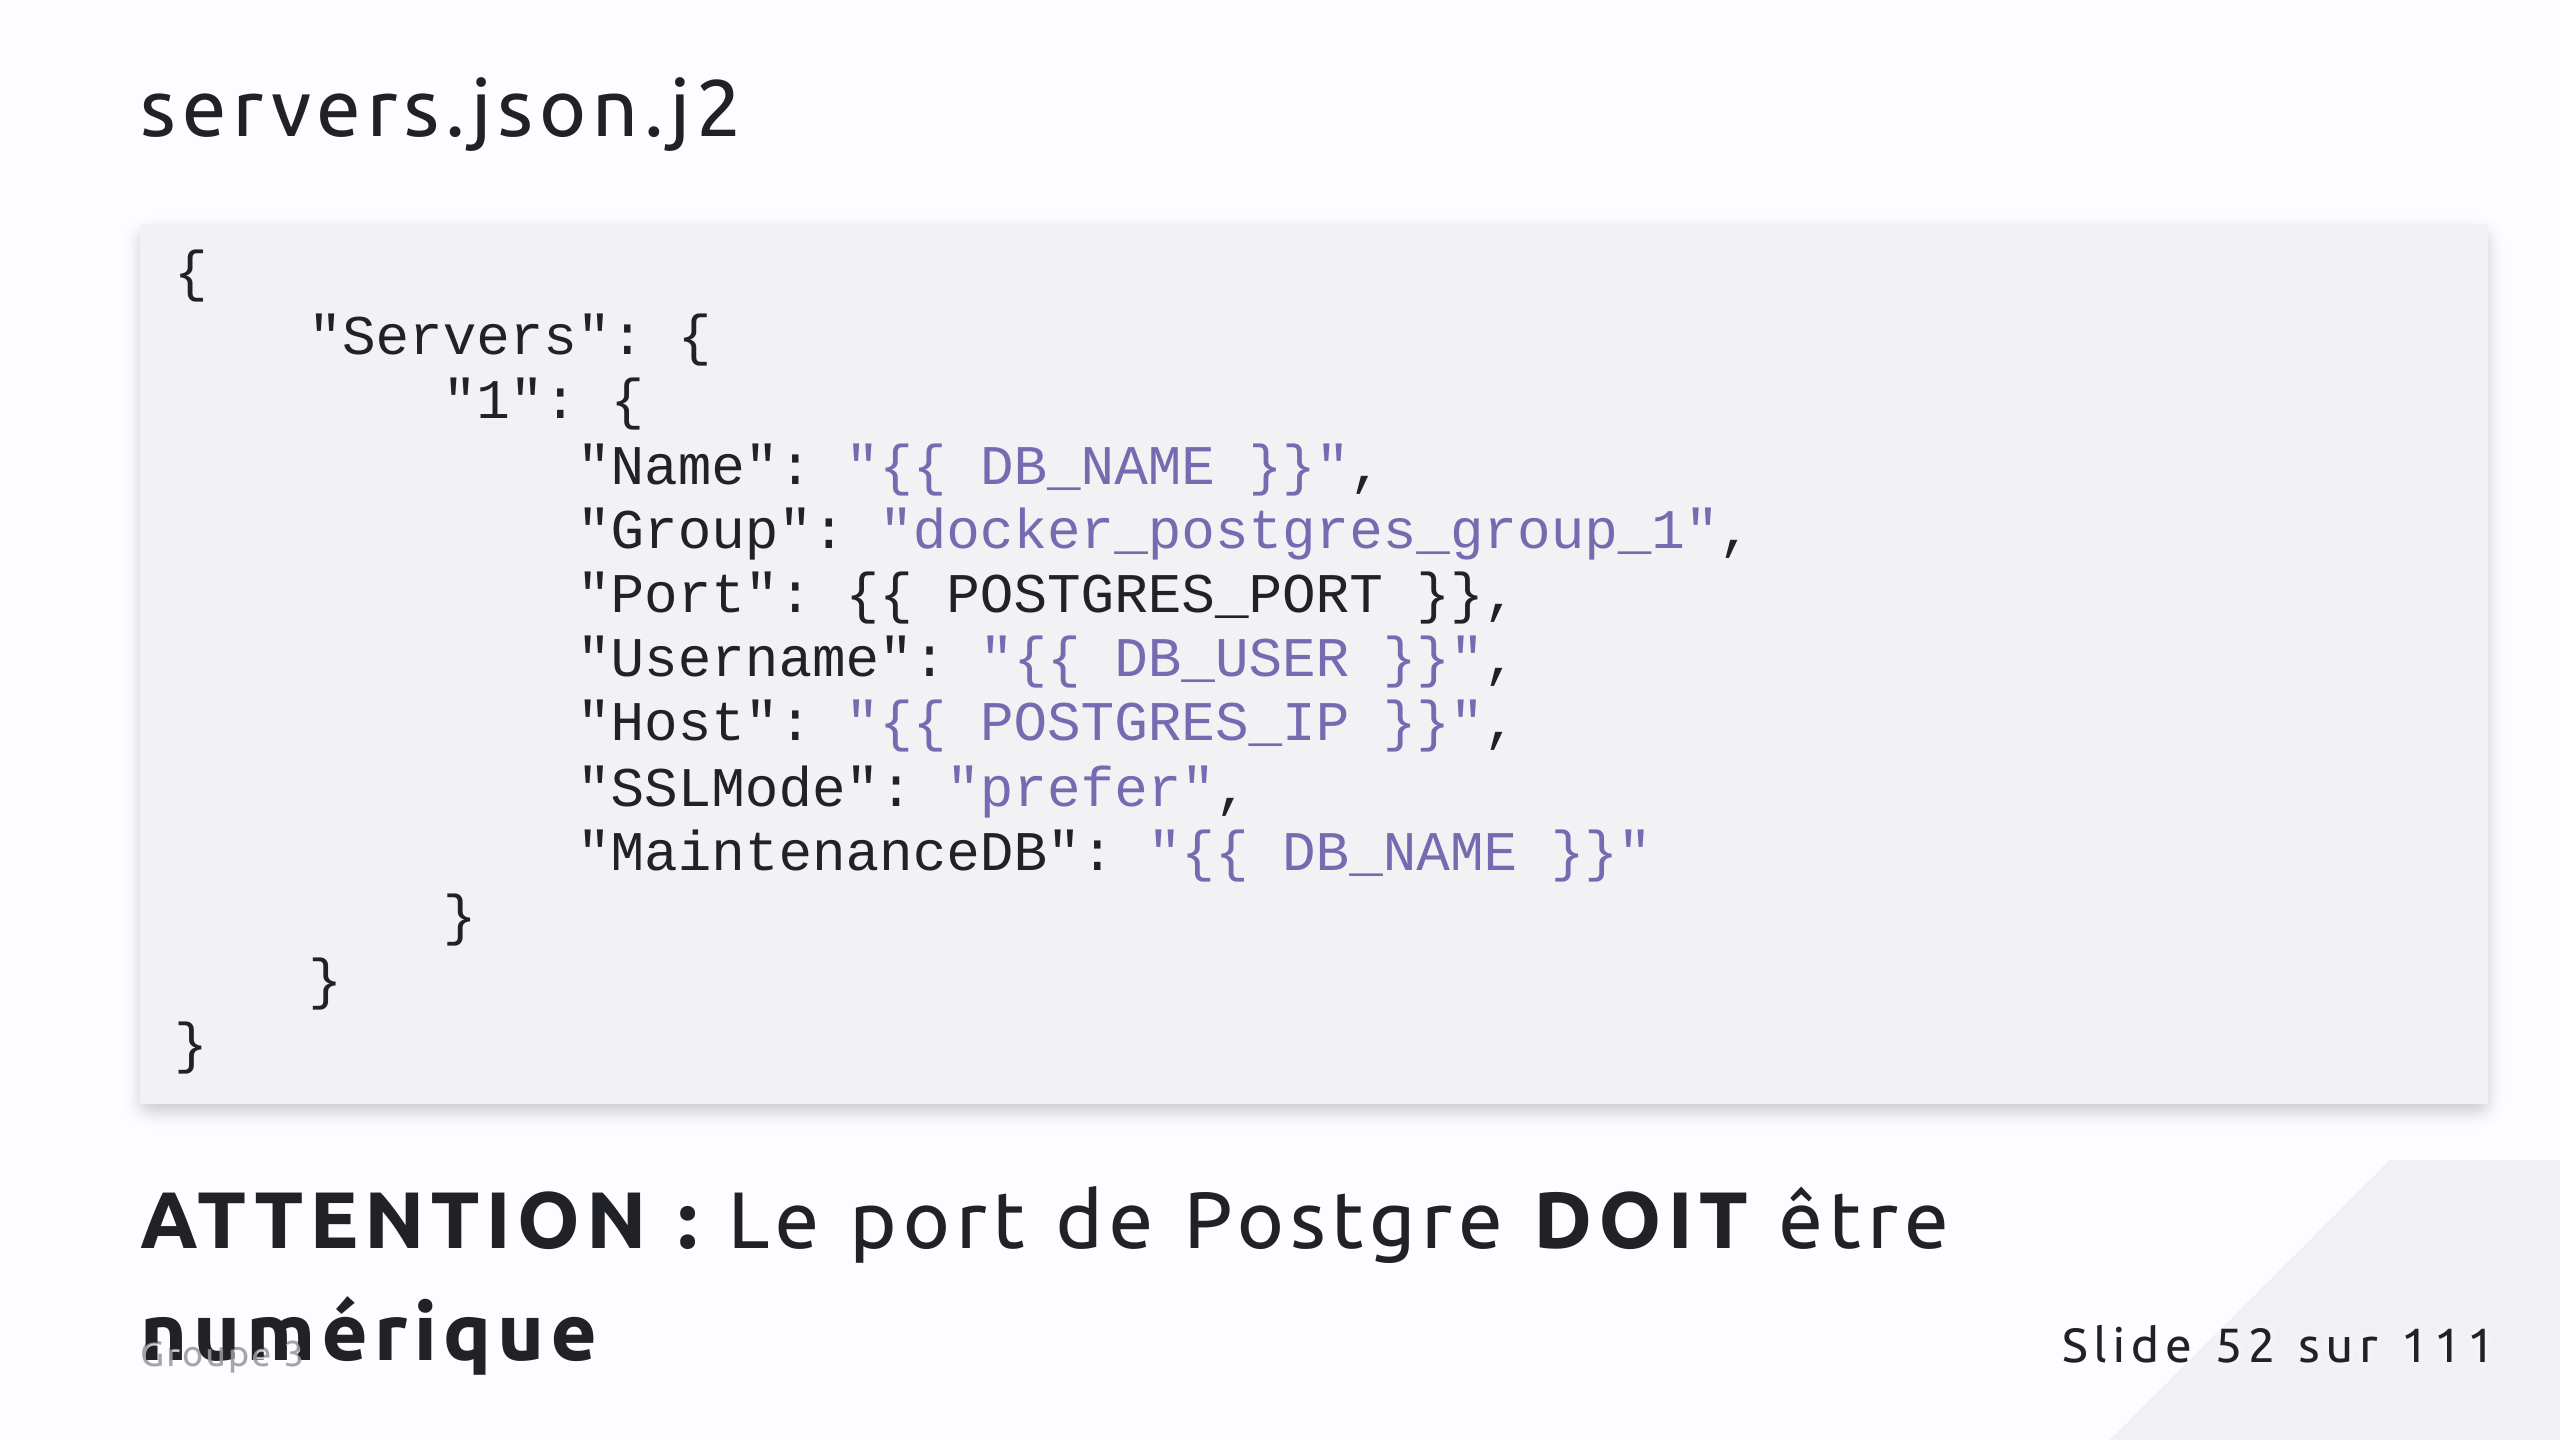 servers.json.j2
{
    "Servers": {
        "1": {
            "Name": "{{ DB_NAME }}",
            "Group": "docker_postgres_group_1",
            "Port": {{ POSTGRES_PORT }},
            "Username": "{{ DB_USER }}",
            "Host": "{{ POSTGRES_IP }}",
            "SSLMode": "prefer",
            "MaintenanceDB": "{{ DB_NAME }}"
        }
    }
}
ATTENTION : Le port de Postgre DOIT être
numérique
Groupe 3
Slide 52 sur 111